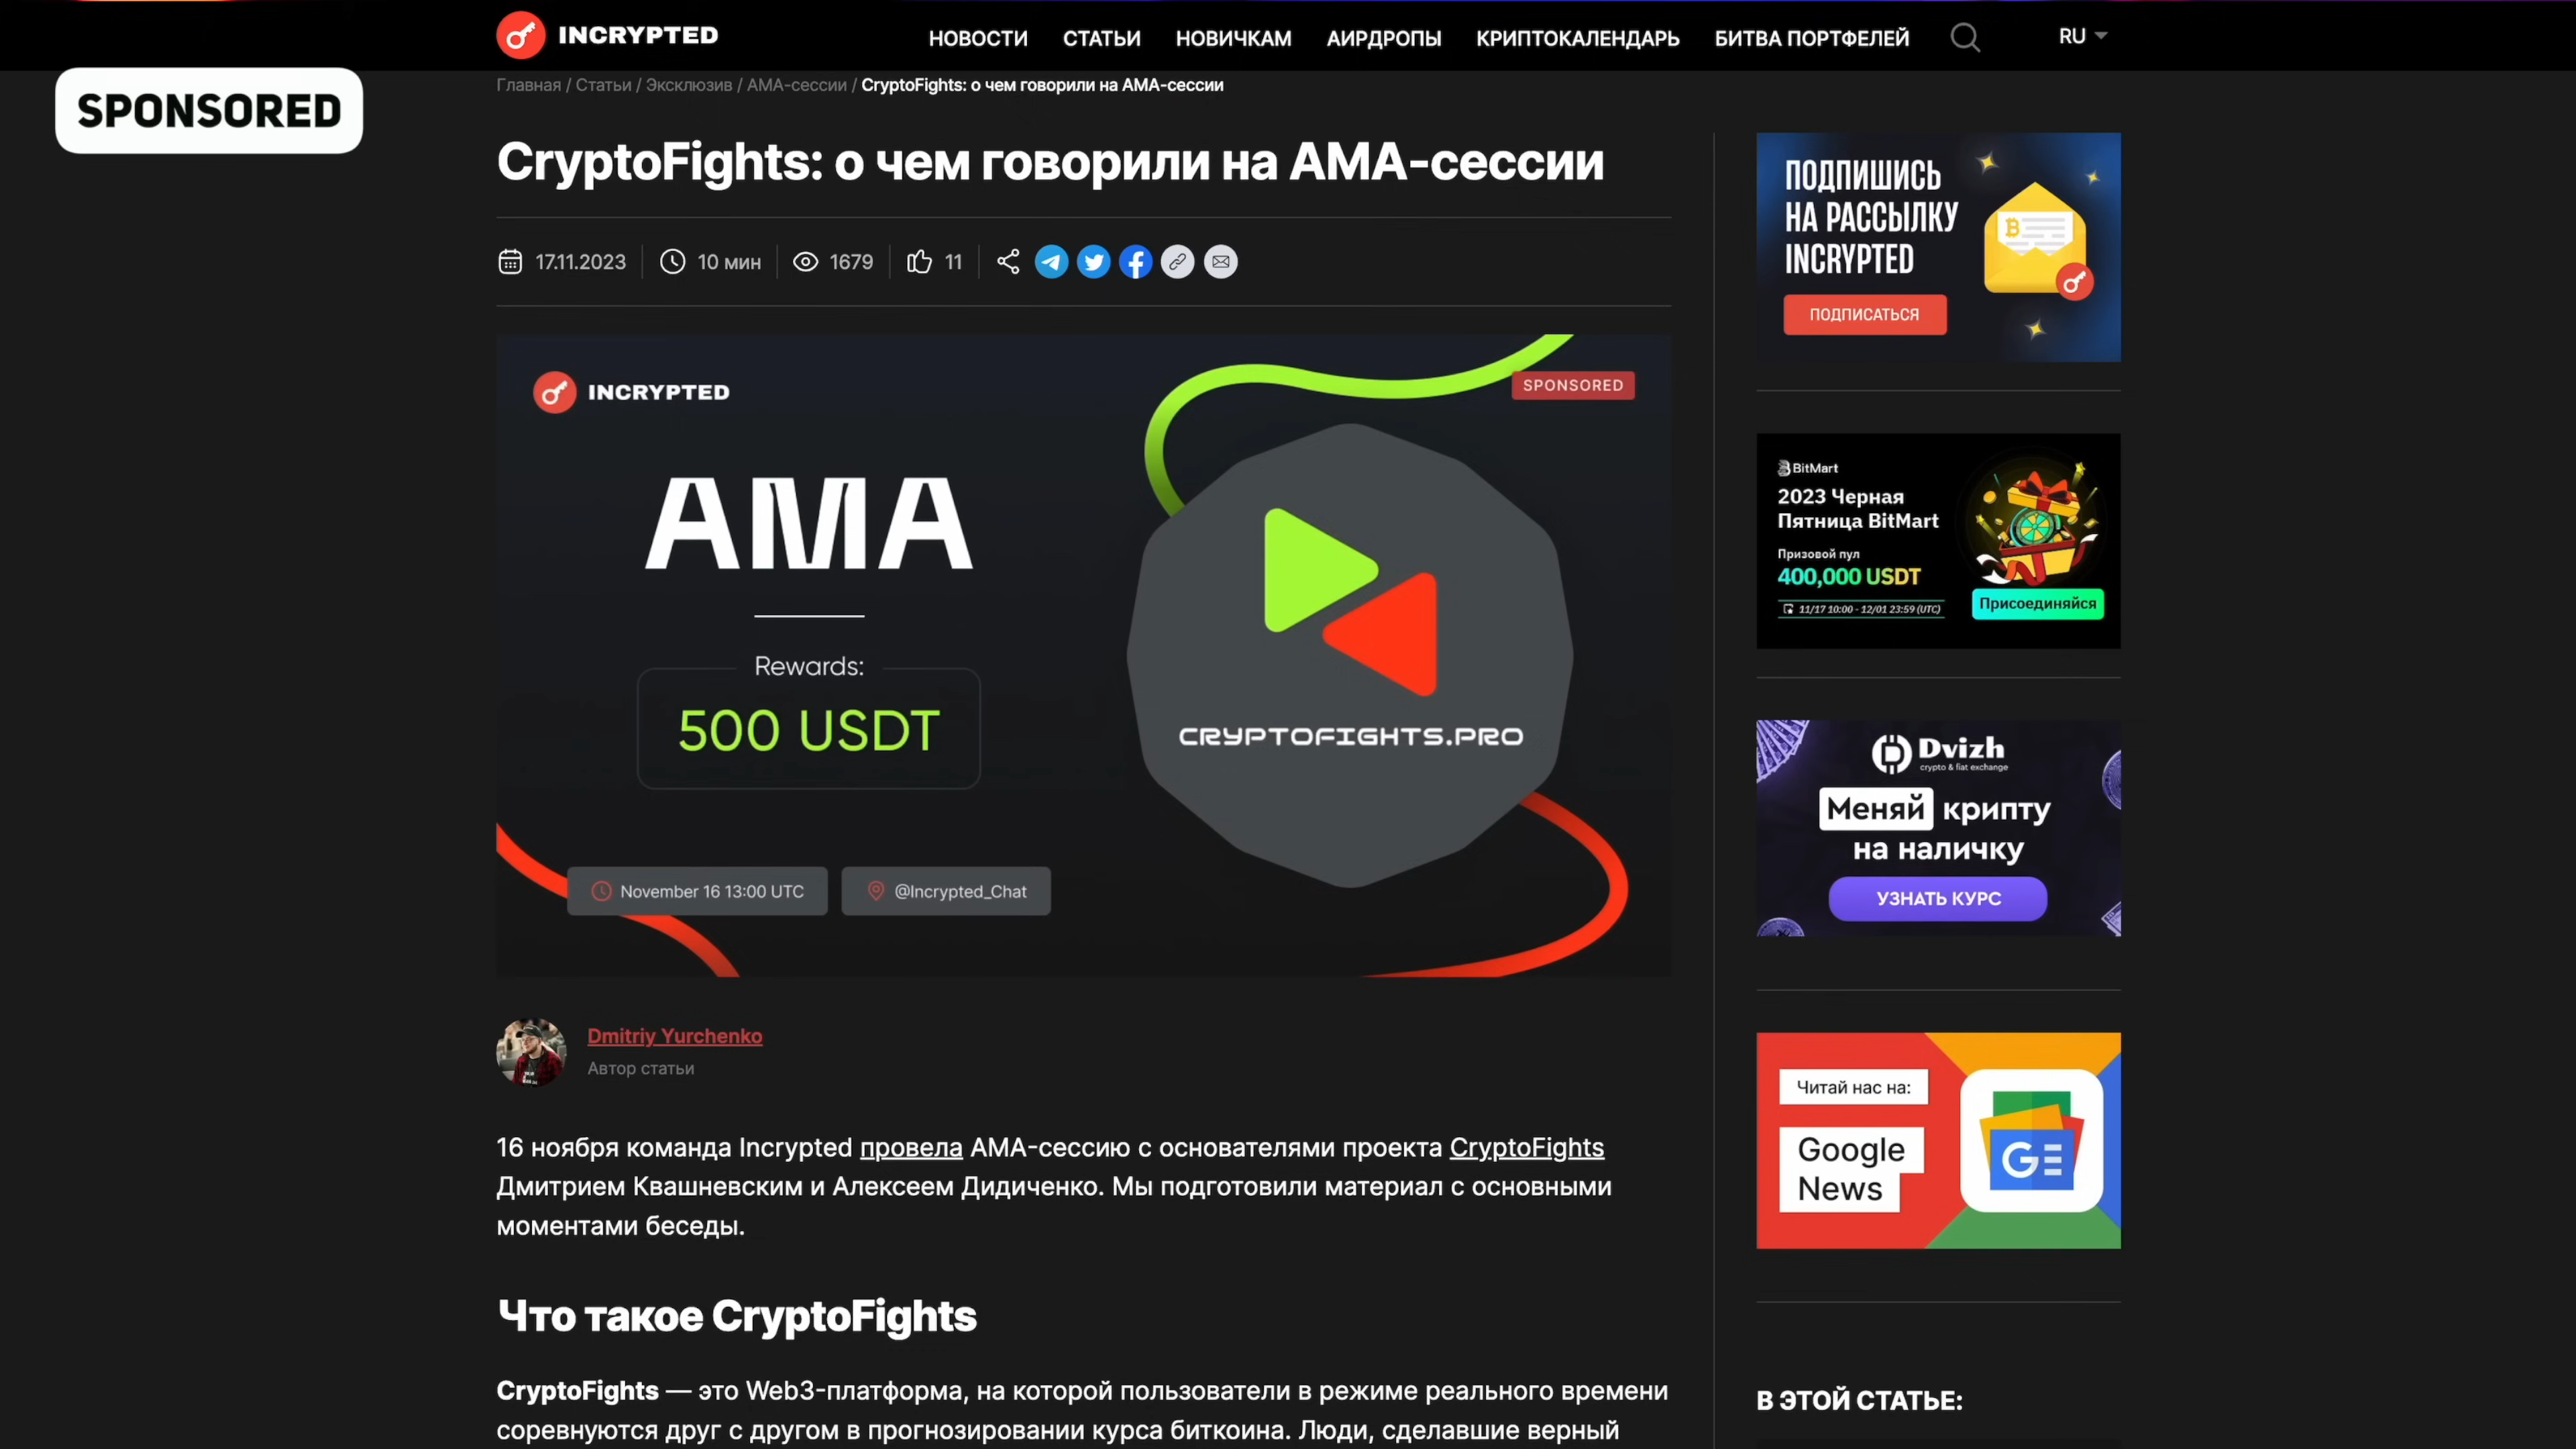 INCRYPTED
НОВОСТИ СТАТЬИ НОВИЧКАМ АИРДРОПЫ КРИПТОКАЛЕНДАРЬ БИТВА ПОРТФЕЛЕЙ RU
SPONSORED
Главная / Статьи / Эксклюзив / AMA-сессии / CryptoFights: о чем говорили на AMA-сессии
CryptoFights: о чем говорили на AMA-сессии
17.11.2023 10 мин 1679 11
INCRYPTED
SPONSORED
AMA
Rewards:
500 USDT
CRYPTOFIGHTS.PRO
November 16 13:00 UTC @Incrypted_Chat
Dmitriy Yurchenko
Автор статьи
16 ноября команда Incrypted провела AMA-сессию с основателями проекта CryptoFights
Дмитрием Квашневским и Алексеем Дидиченко. Мы подготовили материал с основными
моментами беседы.
Что такое CryptoFights
CryptoFights — это Web3-платформа, на которой пользователи в режиме реального времени
соревнуются друг с другом в прогнозировании курса биткоина. Люди, сделавшие верный
ПОДПИШИСЬ
НА РАССЫЛКУ
INCRYPTED
ПОДПИСАТЬСЯ
BitMart
2023 Черная
Пятница BitMart
Призовой пул
400,000 USDT
11/17 10:00 - 12/01 23:59 (UTC)
Присоединяйся
Dvizh
crypto & fiat exchange
Меняй крипту
на наличку
УЗНАТЬ КУРС
Читай нас на:
Google
News
В ЭТОЙ СТАТЬЕ: